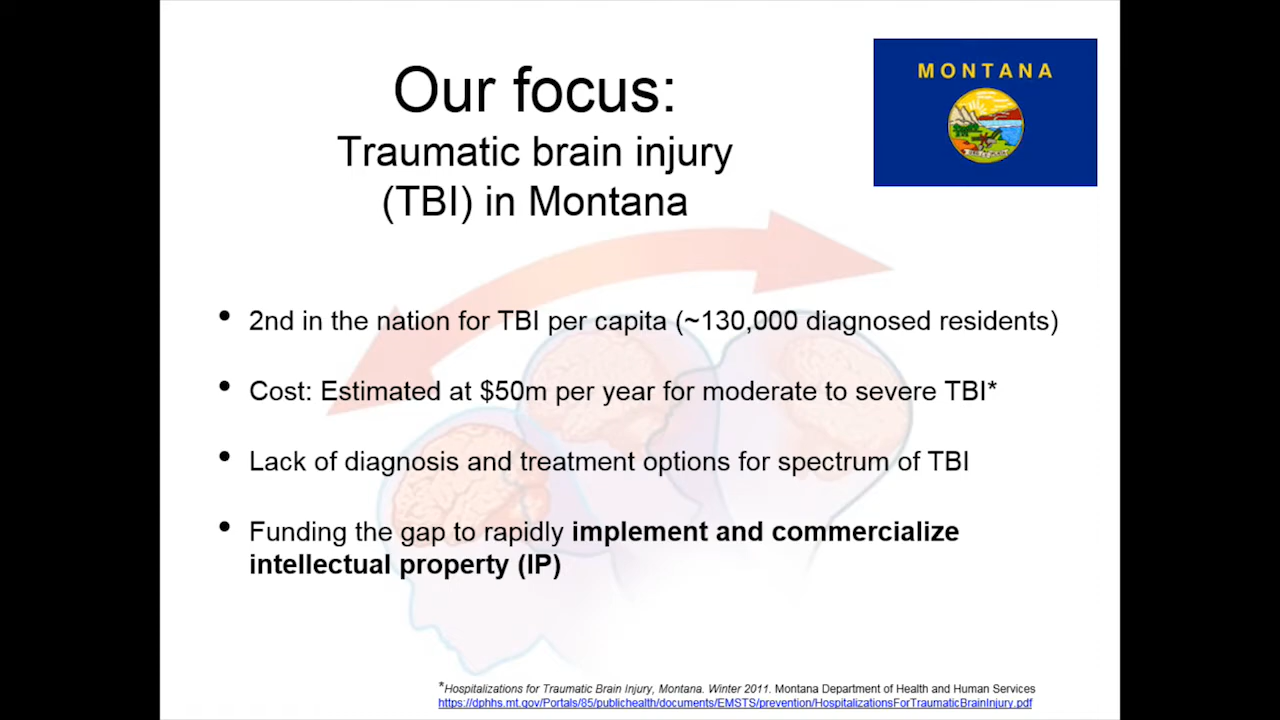 MONTANA
Our focus:
Traumatic brain injury
(TBI) in Montana
• 2nd in the nation for TBI per capita (~130,000 diagnosed residents)
• Cost: Estimated at $50m per year for moderate to severe TBI*
• Lack of diagnosis and treatment options for spectrum of TBI
• Funding the gap to rapidly implement and commercialize
intellectual property (IP)
*Hospitalizations for Traumatic Brain Injury, Montana. Winter 2011. Montana Department of Health and Human Services
https://dphhs.mt.gov/Portals/85/publichealth/documents/EMSTS/prevention/HospitalizationsForTraumaticBrainInjury.pdf